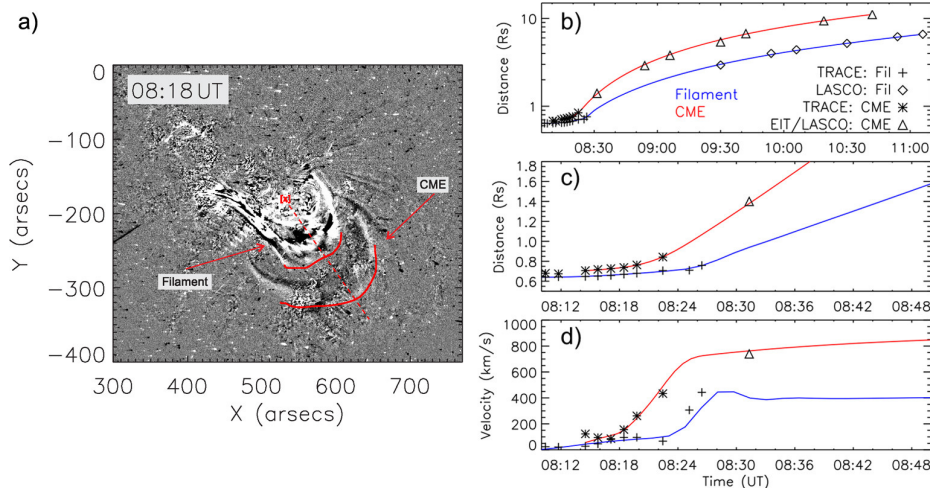 a)
08:18 UT
0
-100
-200
-300
-400
Y (arsecs)
300
400
500
600
700
X (arsecs)
CME
[x]
Filament
b)
Distance (Rs)
10
1
Filament
CME
TRACE: Fil
LASCO: Fil
TRACE: CME
EIT/LASCO: CME
08:30
09:00
09:30
10:00
10:30
11:00
c)
Distance (Rs)
1.8
1.6
1.4
1.2
1.0
0.8
0.6
08:12
08:18
08:24
08:30
08:36
08:42
08:48
d)
Velocity (km/s)
1000
800
600
400
200
0
08:12
08:18
08:24
08:30
08:36
08:42
08:48
Time (UT)